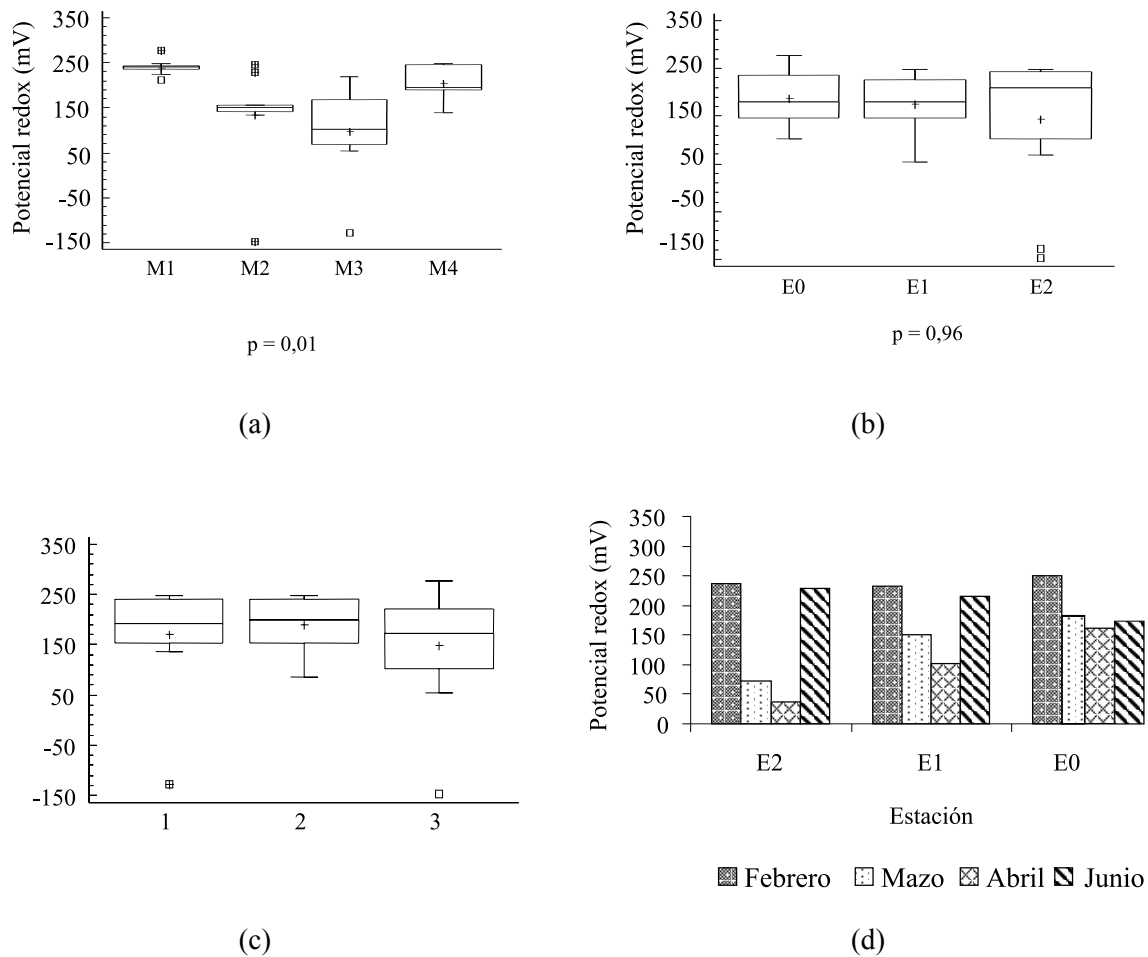 350
250
150
50
-50
-150
Potencial redox (mV)
M1 M2 M3 M4
p = 0,01
(a)
350
250
150
50
-50
-150
Potencial redox (mV)
E0 E1 E2
p = 0,96
(b)
350
250
150
50
-50
-150
1 2 3
(c)
350
300
250
200
150
100
50
0
Potencial redox (mV)
E2 E1 E0
Estación
Febrero Mazo Abril Junio
(d)